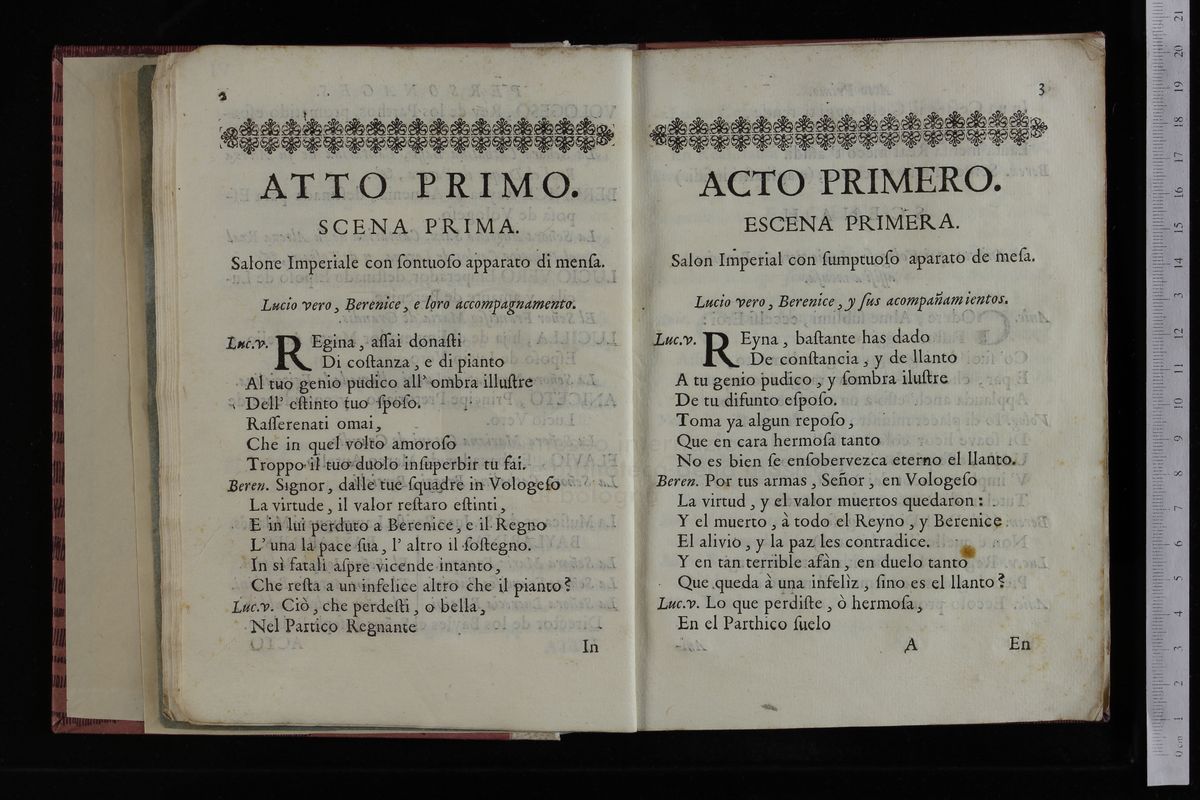 2
ATTO PRIMO.
SCENA PRIMA.
Salone Imperiale con ſontuoſo apparato di menſa.
Lucio vero, Berenice, e loro accompagnamento.
Luc.v. REgina, aſſai donaſti
Di coſtanza, e di pianto
Al tuo genio pudico all' ombra illuſtre
Dell' eſtinto tuo ſpoſo.
Raſſerenati omai,
Che in quel volto amoroſo
Troppo il tuo duolo inſuperbir tu fai.
Beren. Signor, dalle tue ſquadre in Vologeſo
La virtude, il valor reſtaro eſtinti,
E in lui perduto a Berenice, e il Regno
L' una la pace ſua, l' altro il ſoſtegno.
In sì fatali aſpre vicende intanto,
Che reſta a un infelice altro che il pianto?
Luc.v. Ciò, che perdeſti, o bella,
Nel Partico Regnante
In
3
ACTO PRIMERO.
ESCENA PRIMERA.
Salon Imperial con ſumptuoſo aparato de meſa.
Lucio vero, Berenice, y ſus acompañamientos.
Luc.v. REyna, baſtante has dado
De conſtancia, y de llanto
A tu genio pudico, y ſombra iluſtre
De tu difunto eſpoſo.
Toma ya algun repoſo,
Que en cara hermoſa tanto
No es bien ſe enſobervezca eterno el llanto.
Beren. Por tus armas, Señor, en Vologeſo
La virtud, y el valor muertos quedaron:
Y el muerto, à todo el Reyno, y Berenice
El alivio, y la paz les contradice.
Y en tan terrible afàn, en duelo tanto
Que queda à una infelìz, ſino es el llanto?
Luc.v. Lo que perdiſte, ò hermoſa,
En el Parthico ſuelo
A En